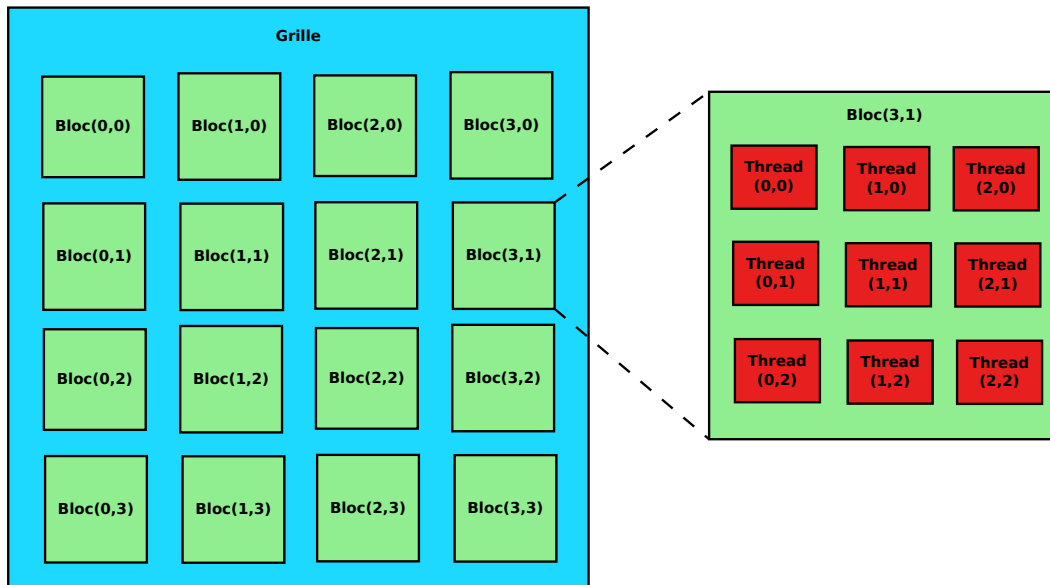 Grille
Bloc(0,0)
Bloc(1,0)
Bloc(2,0)
Bloc(3,0)
Bloc(0,1)
Bloc(1,1)
Bloc(2,1)
Bloc(3,1)
Bloc(0,2)
Bloc(1,2)
Bloc(2,2)
Bloc(3,2)
Bloc(0,3)
Bloc(1,3)
Bloc(2,3)
Bloc(3,3)
Bloc(3,1)
Thread
(0,0)
Thread
(1,0)
Thread
(2,0)
Thread
(0,1)
Thread
(1,1)
Thread
(2,1)
Thread
(0,2)
Thread
(1,2)
Thread
(2,2)